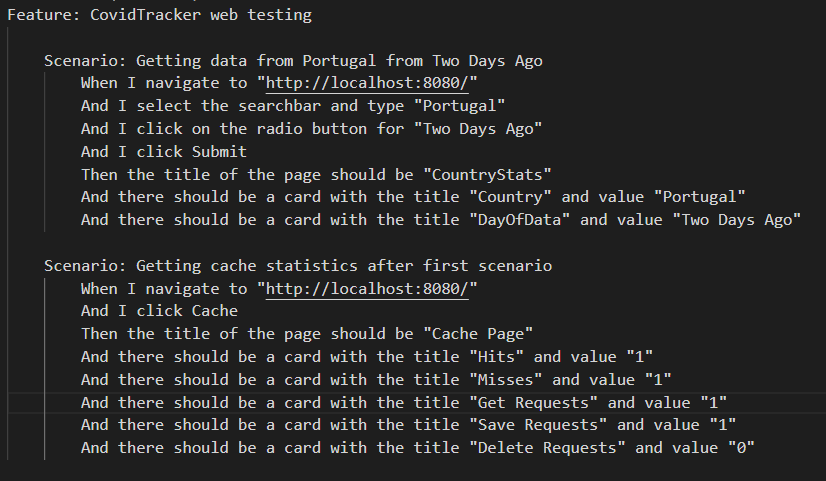 Feature: CovidTracker web testing
Scenario: Getting data from Portugal from Two Days Ago
When I navigate to "http://localhost:8080/"
And I select the searchbar and type "Portugal"
And I click on the radio button for "Two Days Ago"
And I click Submit
Then the title of the page should be "CountryStats"
And there should be a card with the title "Country" and value "Portugal"
And there should be a card with the title "DayOfData" and value "Two Days Ago"
Scenario: Getting cache statistics after first scenario
When I navigate to "http://localhost:8080/"
And I click Cache
Then the title of the page should be "Cache Page"
And there should be a card with the title "Hits" and value "1"
And there should be a card with the title "Misses" and value "1"
And there should be a card with the title "Get Requests" and value "1"
And there should be a card with the title "Save Requests" and value "1"
And there should be a card with the title "Delete Requests" and value "0"